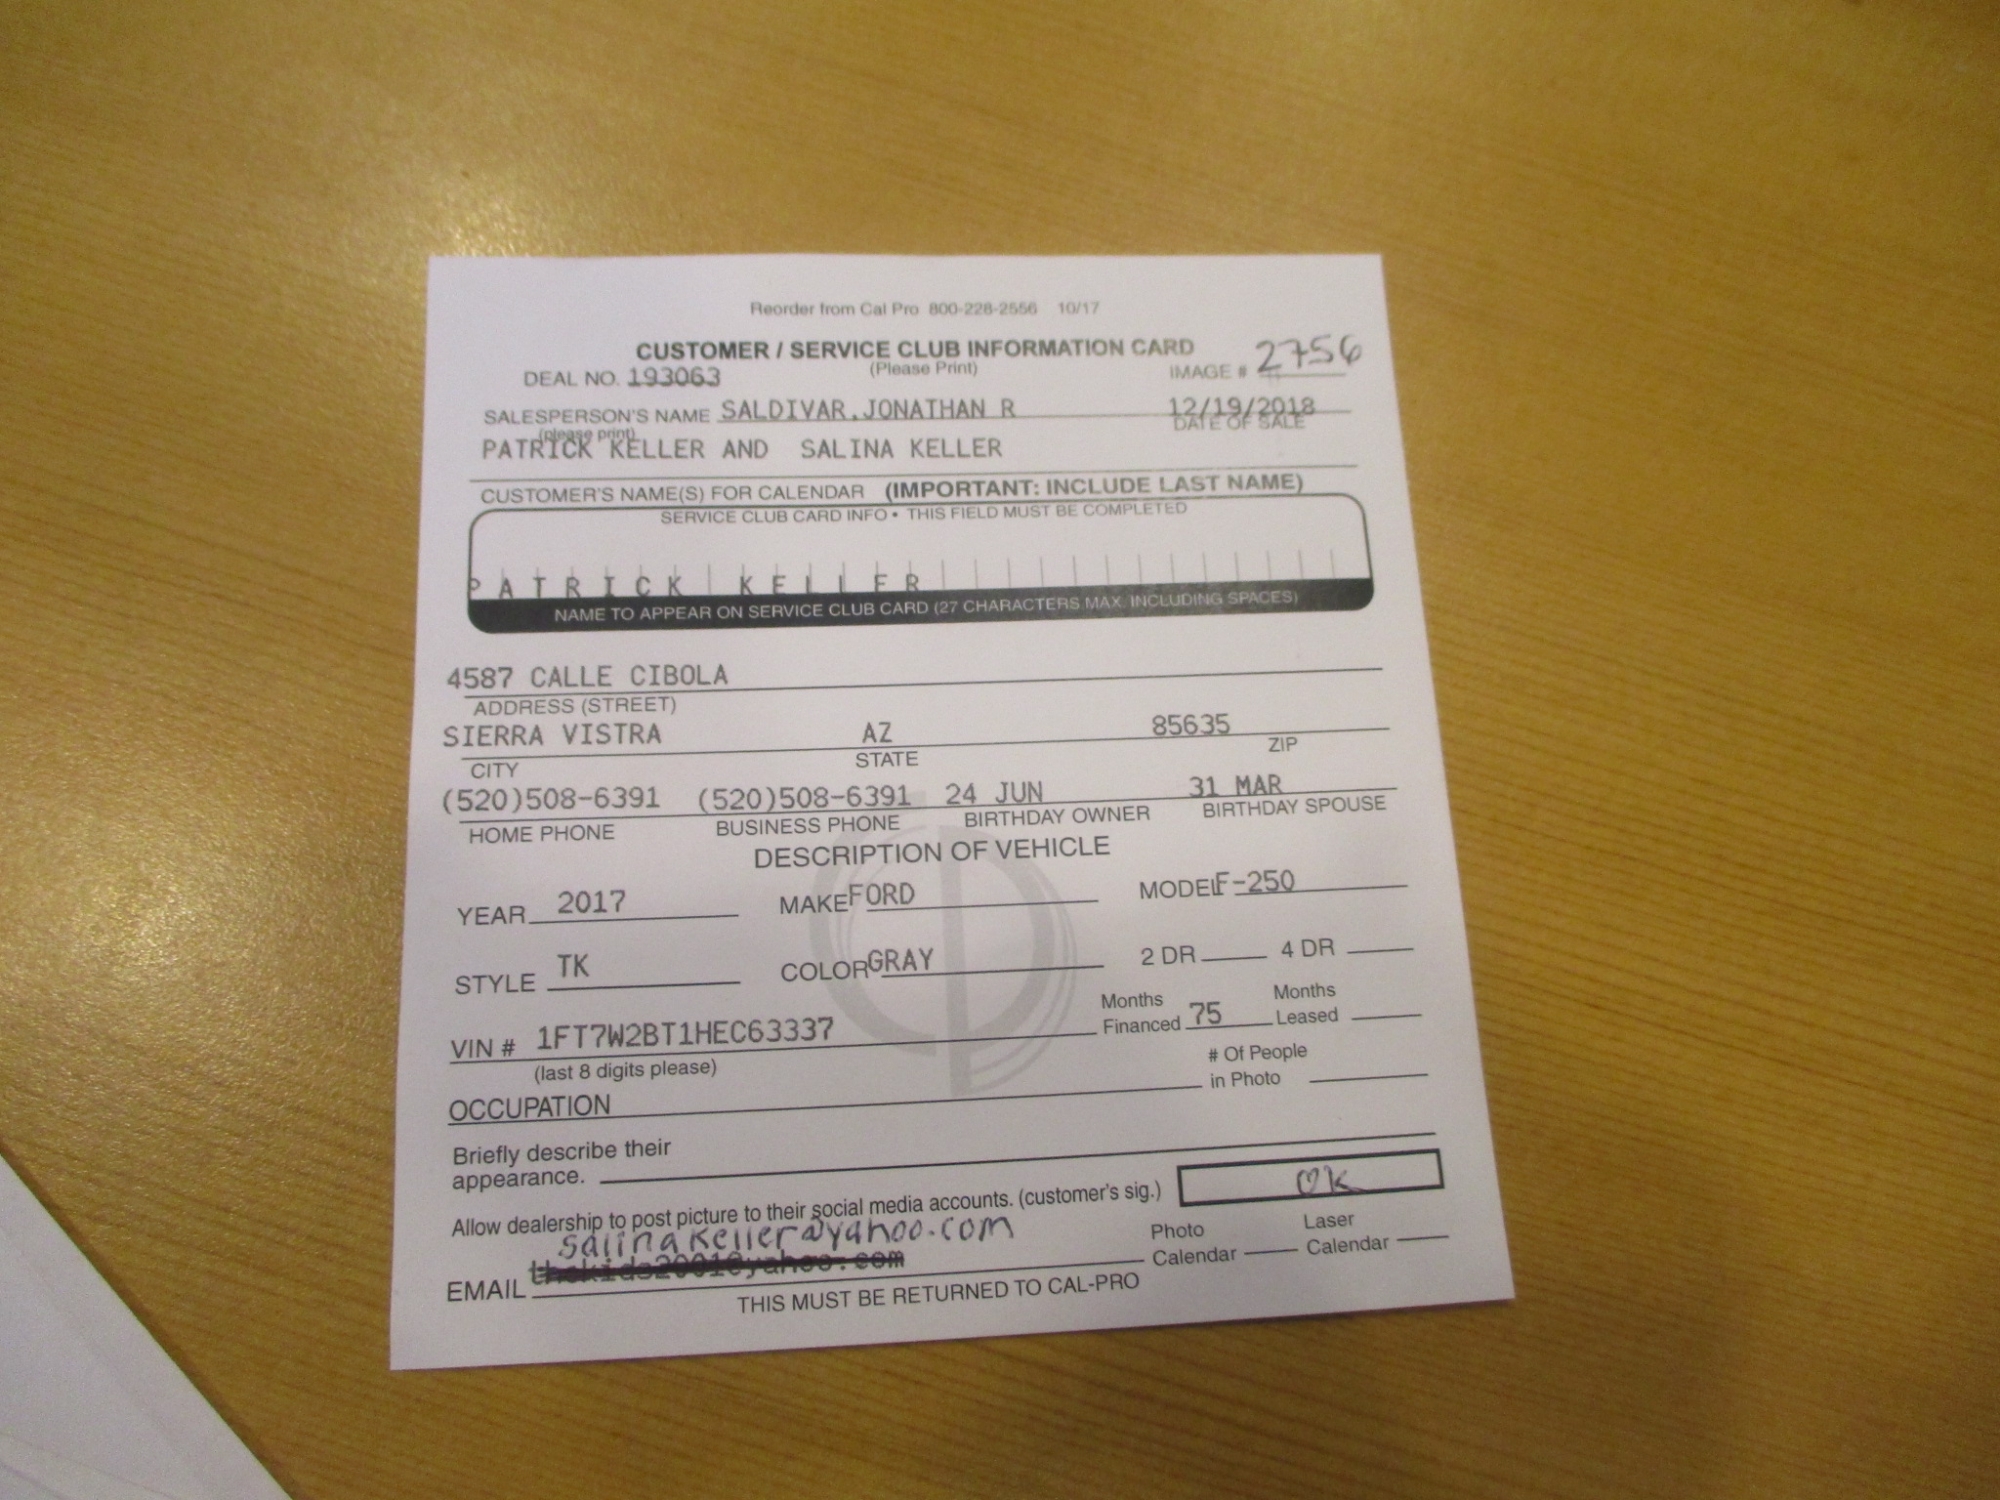 Reorder from Cal Pro 800-228-2556 10/17
CUSTOMER / SERVICE CLUB INFORMATION CARD
(Please Print)
DEAL NO. 193063 IMAGE # 2756
SALESPERSON'S NAME SALDIVAR,JONATHAN R 12/19/2018
(please print) DATE OF SALE
PATRICK KELLER AND SALINA KELLER
CUSTOMER'S NAME(S) FOR CALENDAR (IMPORTANT: INCLUDE LAST NAME)
SERVICE CLUB CARD INFO • THIS FIELD MUST BE COMPLETED
PATRICK KELLER
NAME TO APPEAR ON SERVICE CLUB CARD (27 CHARACTERS MAX. INCLUDING SPACES)
4587 CALLE CIBOLA
ADDRESS (STREET)
SIERRA VISTRA AZ 85635
CITY STATE ZIP
(520)508-6391 (520)508-6391 24 JUN 31 MAR
HOME PHONE BUSINESS PHONE BIRTHDAY OWNER BIRTHDAY SPOUSE
DESCRIPTION OF VEHICLE
YEAR 2017 MAKE FORD MODEL F-250
STYLE TK COLOR GRAY 2 DR 4 DR
VIN # 1FT7W2BT1HEC63337 Months Financed 75 Months Leased
(last 8 digits please)
OCCUPATION # Of People in Photo
Briefly describe their
appearance.
Allow dealership to post picture to their social media accounts. (customer's sig.) OK
salinakeller@yahoo.com
EMAIL thekids2001@yahoo.com Photo Calendar Laser Calendar
THIS MUST BE RETURNED TO CAL-PRO